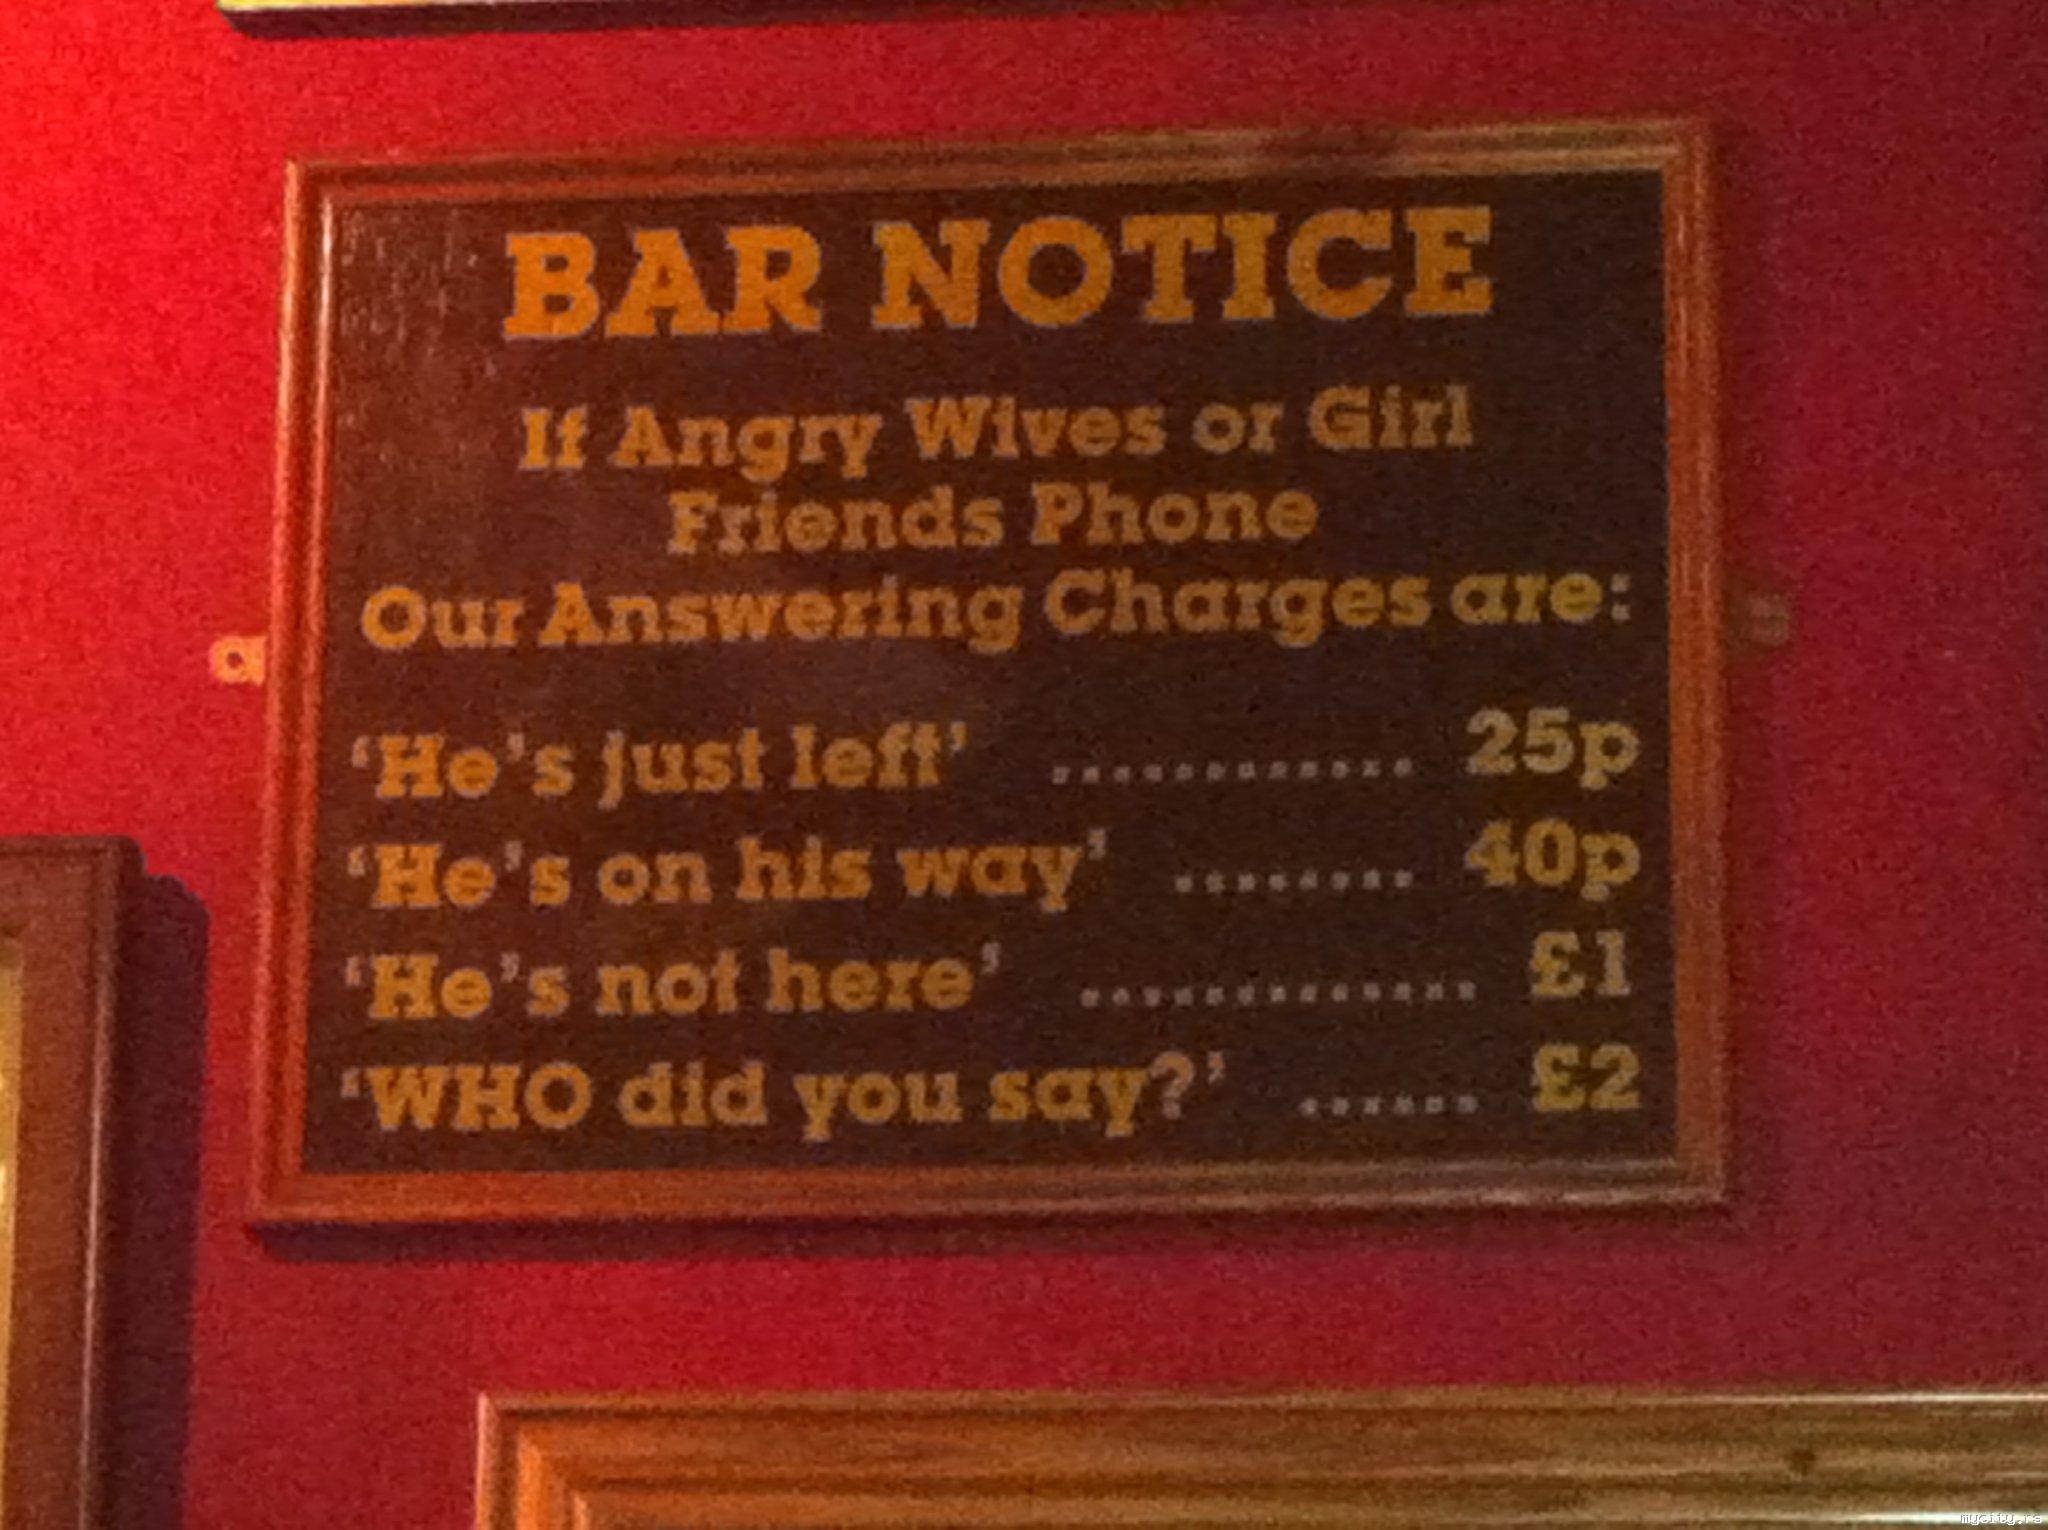 BAR NOTICE
If Angry Wives or Girl
Friends Phone
Our Answering Charges are:
‘He’s just left’ ............ 25p
‘He’s on his way’ ........ 40p
‘He’s not here’ ............. £1
‘WHO did you say?’ ...... £2
mycity.rs